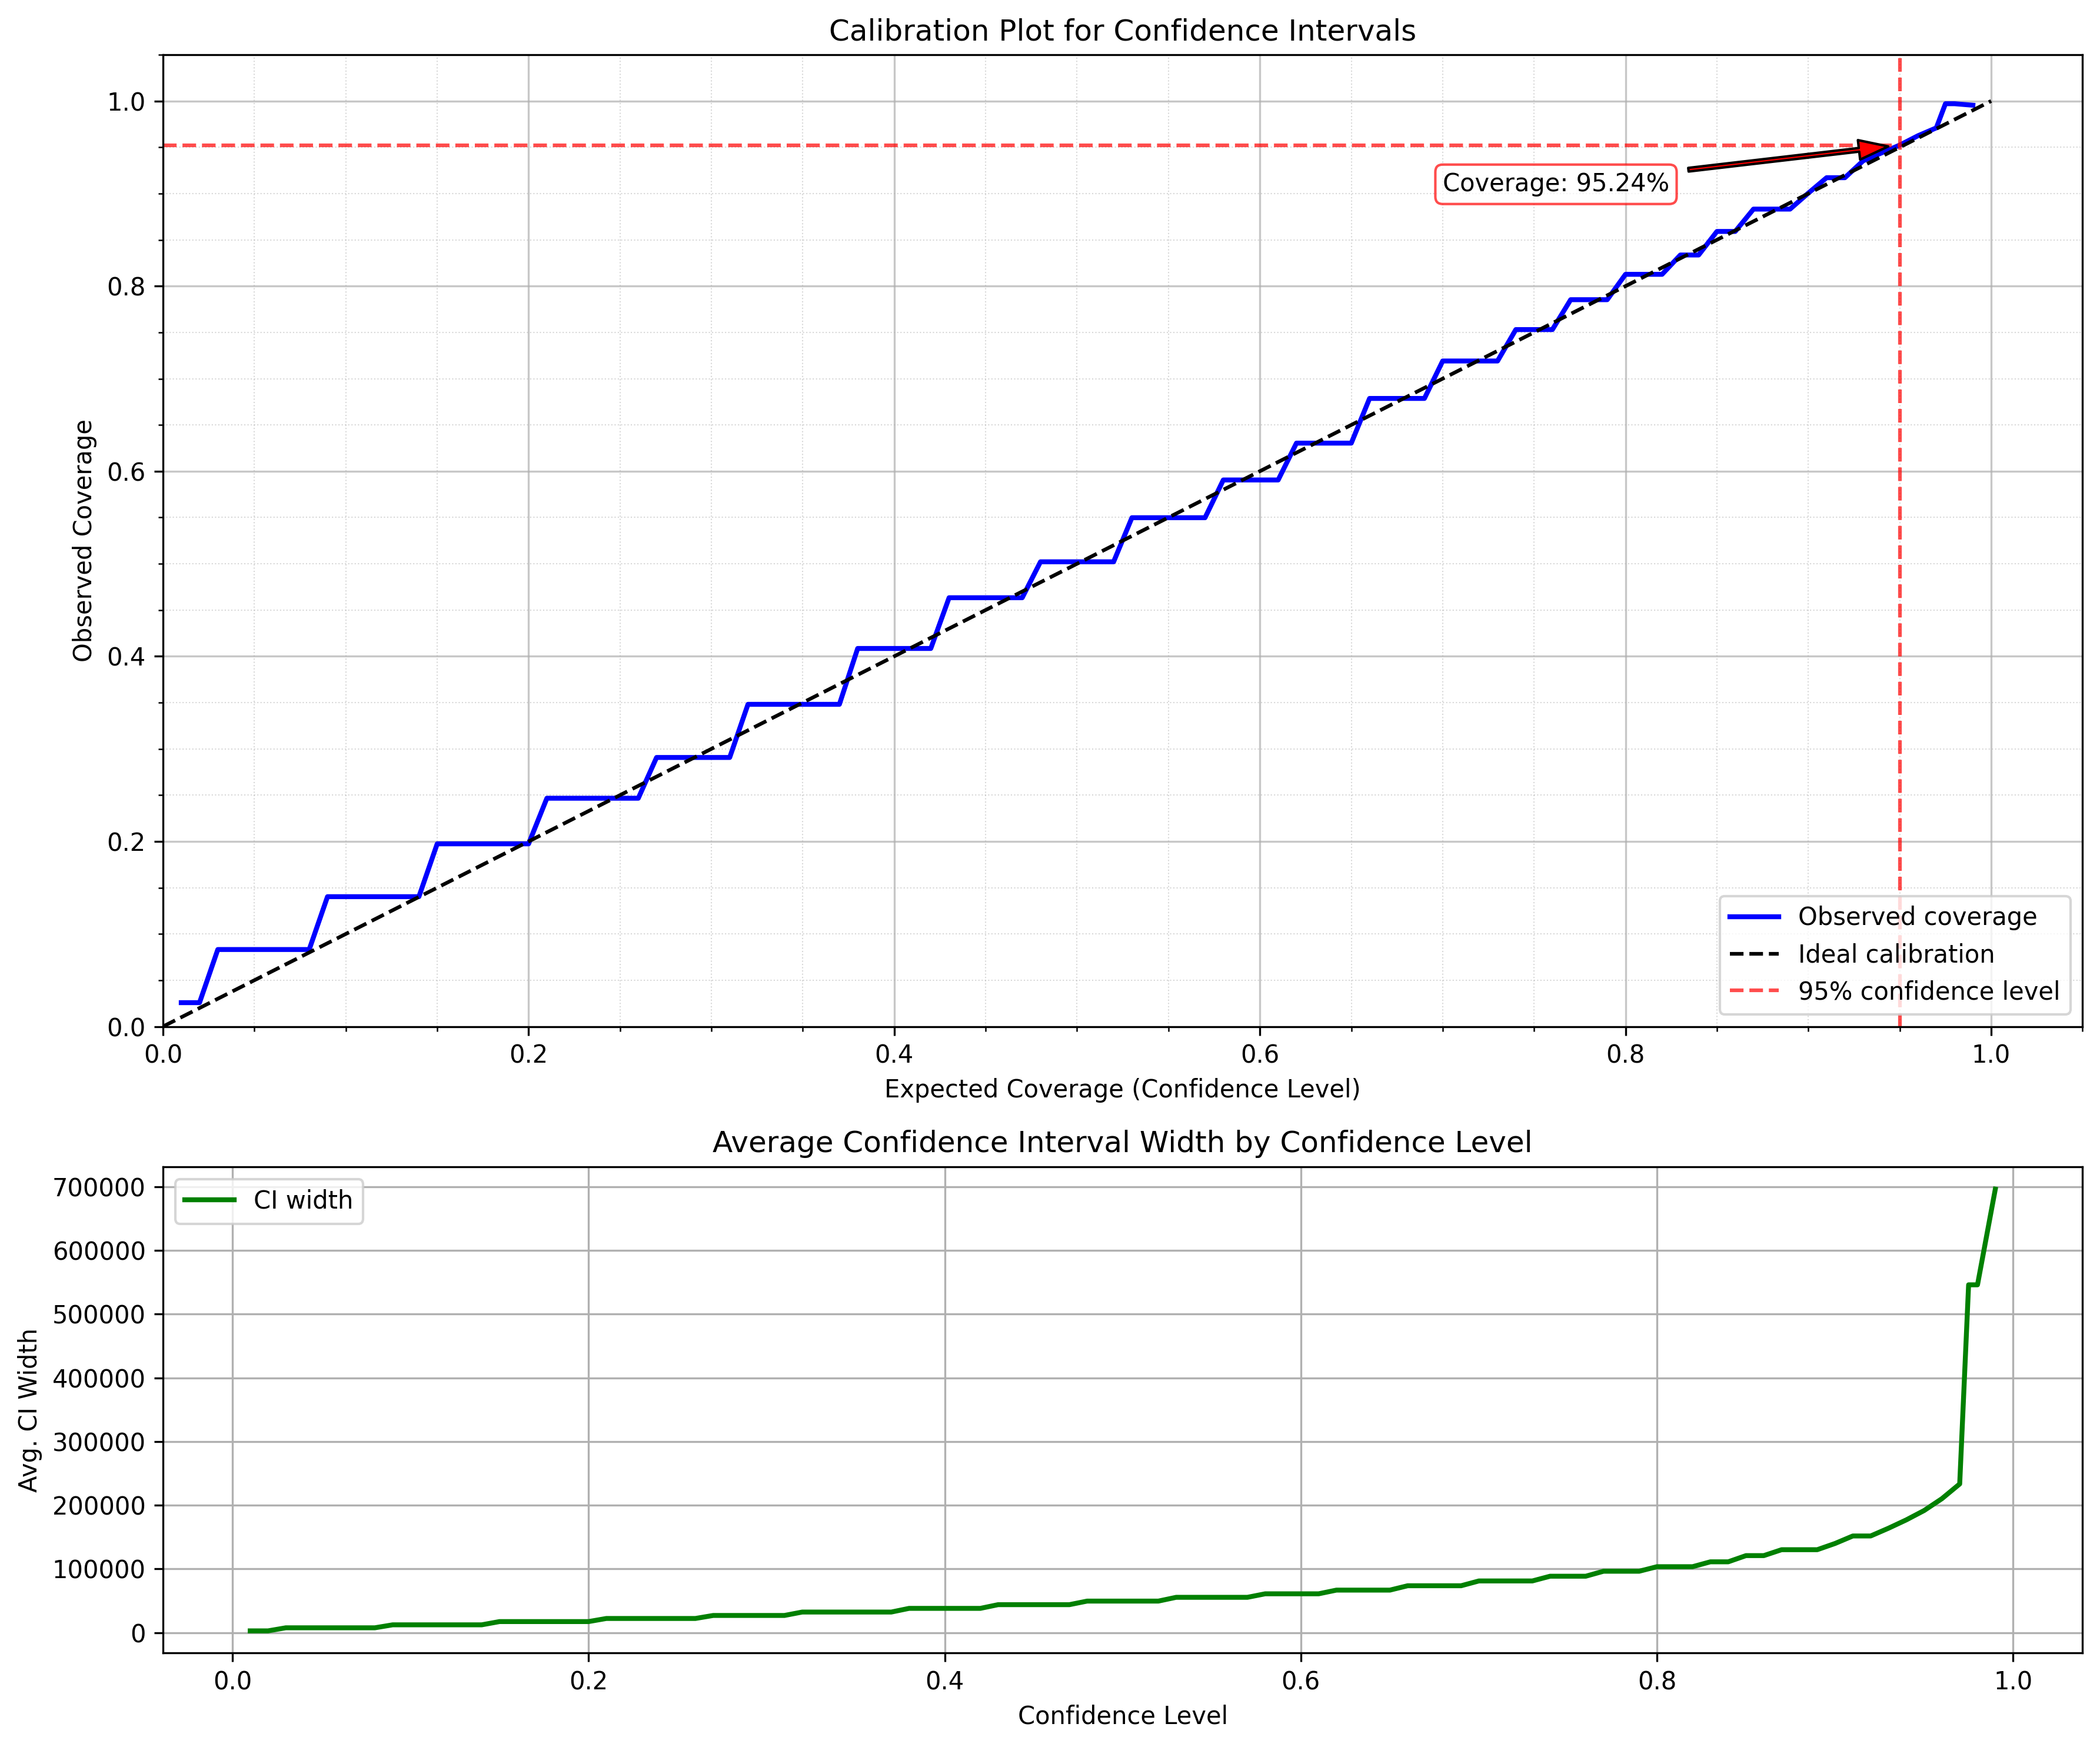 Calibration Plot for Confidence Intervals
1.0
0.8
0.6
0.4
0.2
0.0
Observed Coverage
Coverage: 95.24%
Observed coverage
Ideal calibration
95% confidence level
0.0 0.2 0.4 0.6 0.8 1.0
Expected Coverage (Confidence Level)
Average Confidence Interval Width by Confidence Level
700000
600000
500000
400000
300000
200000
100000
0
Avg. CI Width
CI width
0.0 0.2 0.4 0.6 0.8 1.0
Confidence Level